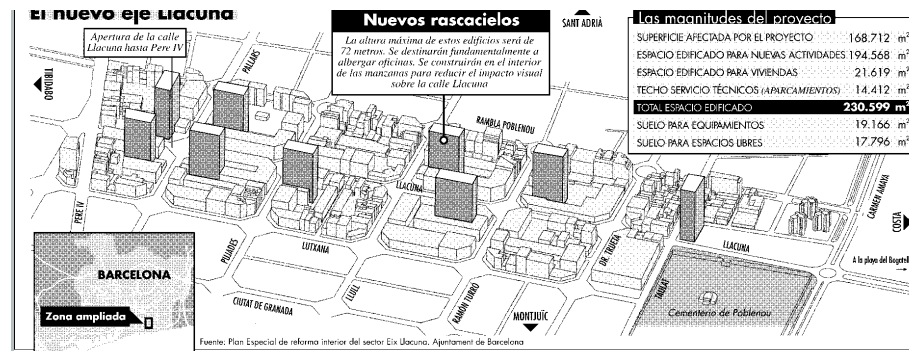 El nuevo eje Llacuna
Apertura de la calle
Llacuna hasta Pere IV
Nuevos rascacielos
La altura máxima de estos edificios será de
72 metros. Se destinarán fundamentalmente a
albergar oficinas. Se construirán en el interior
de las manzanas para reducir el impacto visual
sobre la calle Llacuna
SANT ADRIÀ
Las magnitudes del proyecto
SUPERFICIE AFECTADA POR EL PROYECTO 168.712 m²
ESPACIO EDIFICADO PARA NUEVAS ACTIVIDADES 194.568 m²
ESPACIO EDIFICADO PARA VIVIENDAS 21.619 m²
TECHO SERVICIO TÉCNICOS (APARCAMIENTOS) 14.412 m²
TOTAL ESPACIO EDIFICADO 230.599 m²
SUELO PARA EQUIPAMIENTOS 19.166 m²
SUELO PARA ESPACIOS LIBRES 17.796 m²
TIBIDABO
PALLARS
RAMBLA POBLENOU
LLACUNA
PERE IV
PUJADES
LUTXANA
LLULL
CIUTAT DE GRANADA
RAMON TURRÓ
MONTJUÏC
DR. TRUETA
TAULAT
LLACUNA
CARMEN AMAYA
COSTA
A la playa del Bogatell
Cementerio de Poblenou
BARCELONA
Zona ampliada
Fuente: Plan Especial de reforma interior del sector Eix Llacuna. Ajuntament de Barcelona